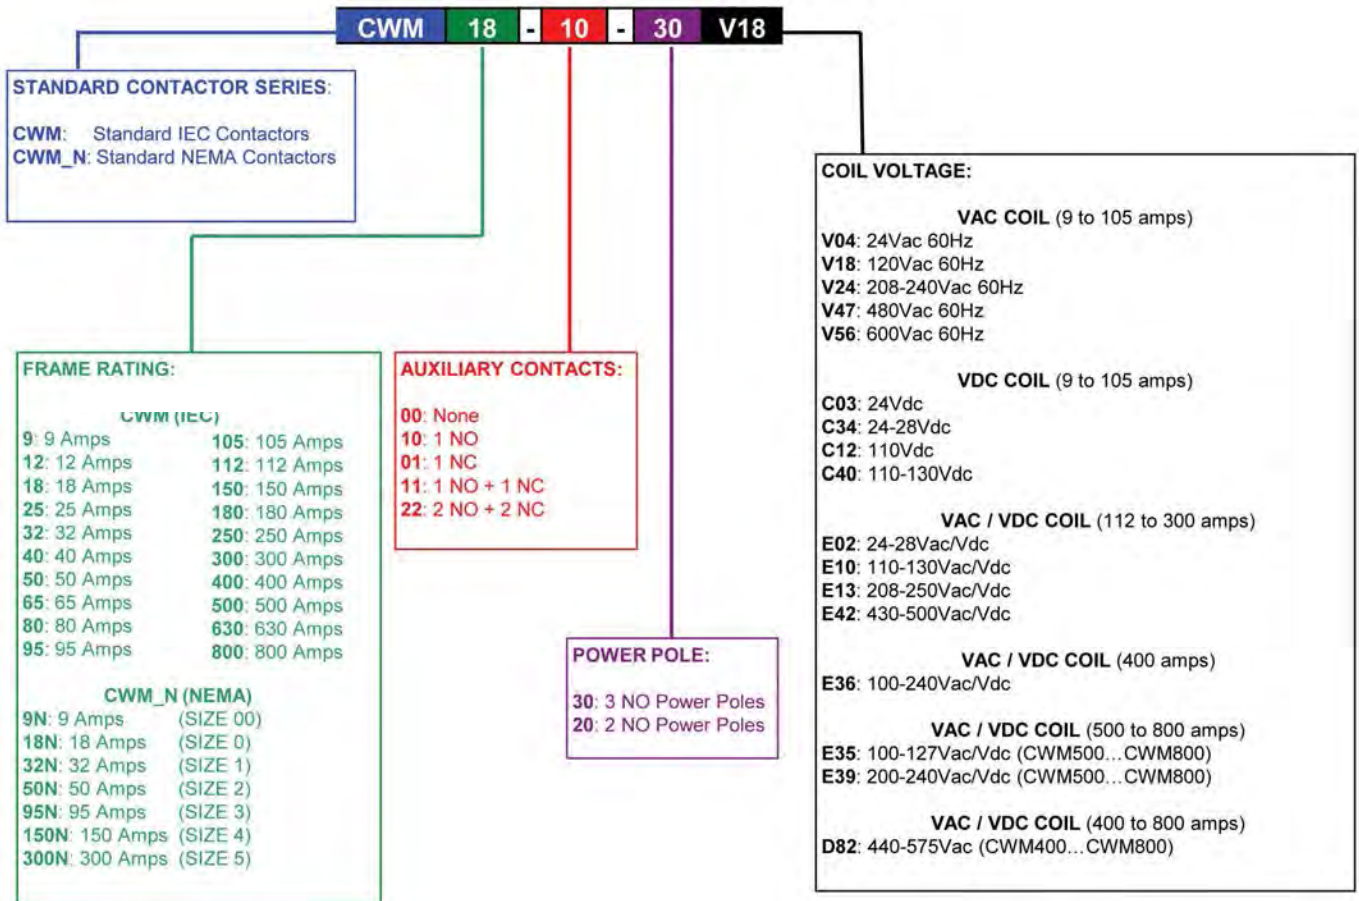 CWM 18 - 10 - 30 V18
STANDARD CONTACTOR SERIES:
CWM: Standard IEC Contactors
CWM_N: Standard NEMA Contactors
FRAME RATING:
CWM (IEC)
9: 9 Amps 105: 105 Amps
12: 12 Amps 112: 112 Amps
18: 18 Amps 150: 150 Amps
25: 25 Amps 180: 180 Amps
32: 32 Amps 250: 250 Amps
40: 40 Amps 300: 300 Amps
50: 50 Amps 400: 400 Amps
65: 65 Amps 500: 500 Amps
80: 80 Amps 630: 630 Amps
95: 95 Amps 800: 800 Amps
CWM_N (NEMA)
9N: 9 Amps (SIZE 00)
18N: 18 Amps (SIZE 0)
32N: 32 Amps (SIZE 1)
50N: 50 Amps (SIZE 2)
95N: 95 Amps (SIZE 3)
150N: 150 Amps (SIZE 4)
300N: 300 Amps (SIZE 5)
AUXILIARY CONTACTS:
00: None
10: 1 NO
01: 1 NC
11: 1 NO + 1 NC
22: 2 NO + 2 NC
POWER POLE:
30: 3 NO Power Poles
20: 2 NO Power Poles
COIL VOLTAGE:
VAC COIL (9 to 105 amps)
V04: 24Vac 60Hz
V18: 120Vac 60Hz
V24: 208-240Vac 60Hz
V47: 480Vac 60Hz
V56: 600Vac 60Hz
VDC COIL (9 to 105 amps)
C03: 24Vdc
C34: 24-28Vdc
C12: 110Vdc
C40: 110-130Vdc
VAC / VDC COIL (112 to 300 amps)
E02: 24-28Vac/Vdc
E10: 110-130Vac/Vdc
E13: 208-250Vac/Vdc
E42: 430-500Vac/Vdc
VAC / VDC COIL (400 amps)
E36: 100-240Vac/Vdc
VAC / VDC COIL (500 to 800 amps)
E35: 100-127Vac/Vdc (CWM500...CWM800)
E39: 200-240Vac/Vdc (CWM500...CWM800)
VAC / VDC COIL (400 to 800 amps)
D82: 440-575Vac (CWM400...CWM800)